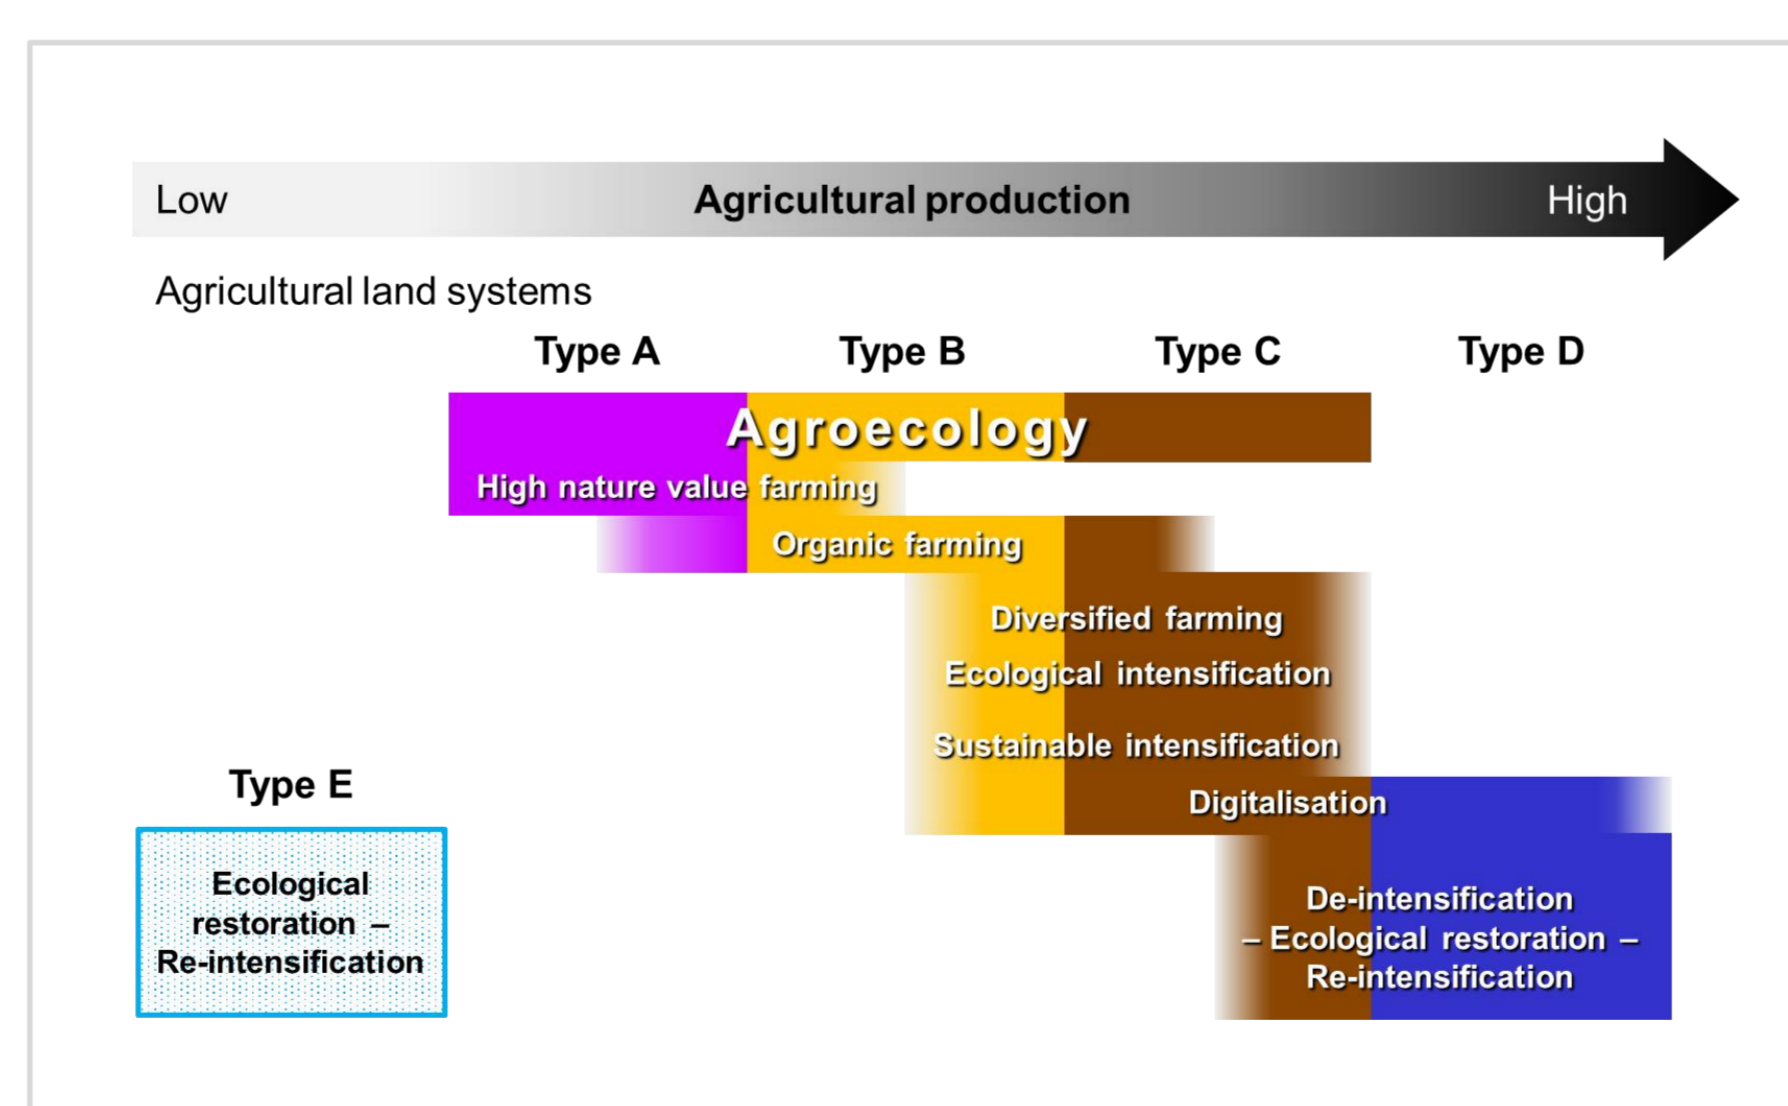 Low Agricultural production High
Agricultural land systems
Type A Type B Type C Type D
Agroecology
High nature value farming
Organic farming
Diversified farming
Ecological intensification
Sustainable intensification
Type E
Digitalisation
Ecological
restoration –
Re-intensification
De-intensification
– Ecological restoration –
Re-intensification